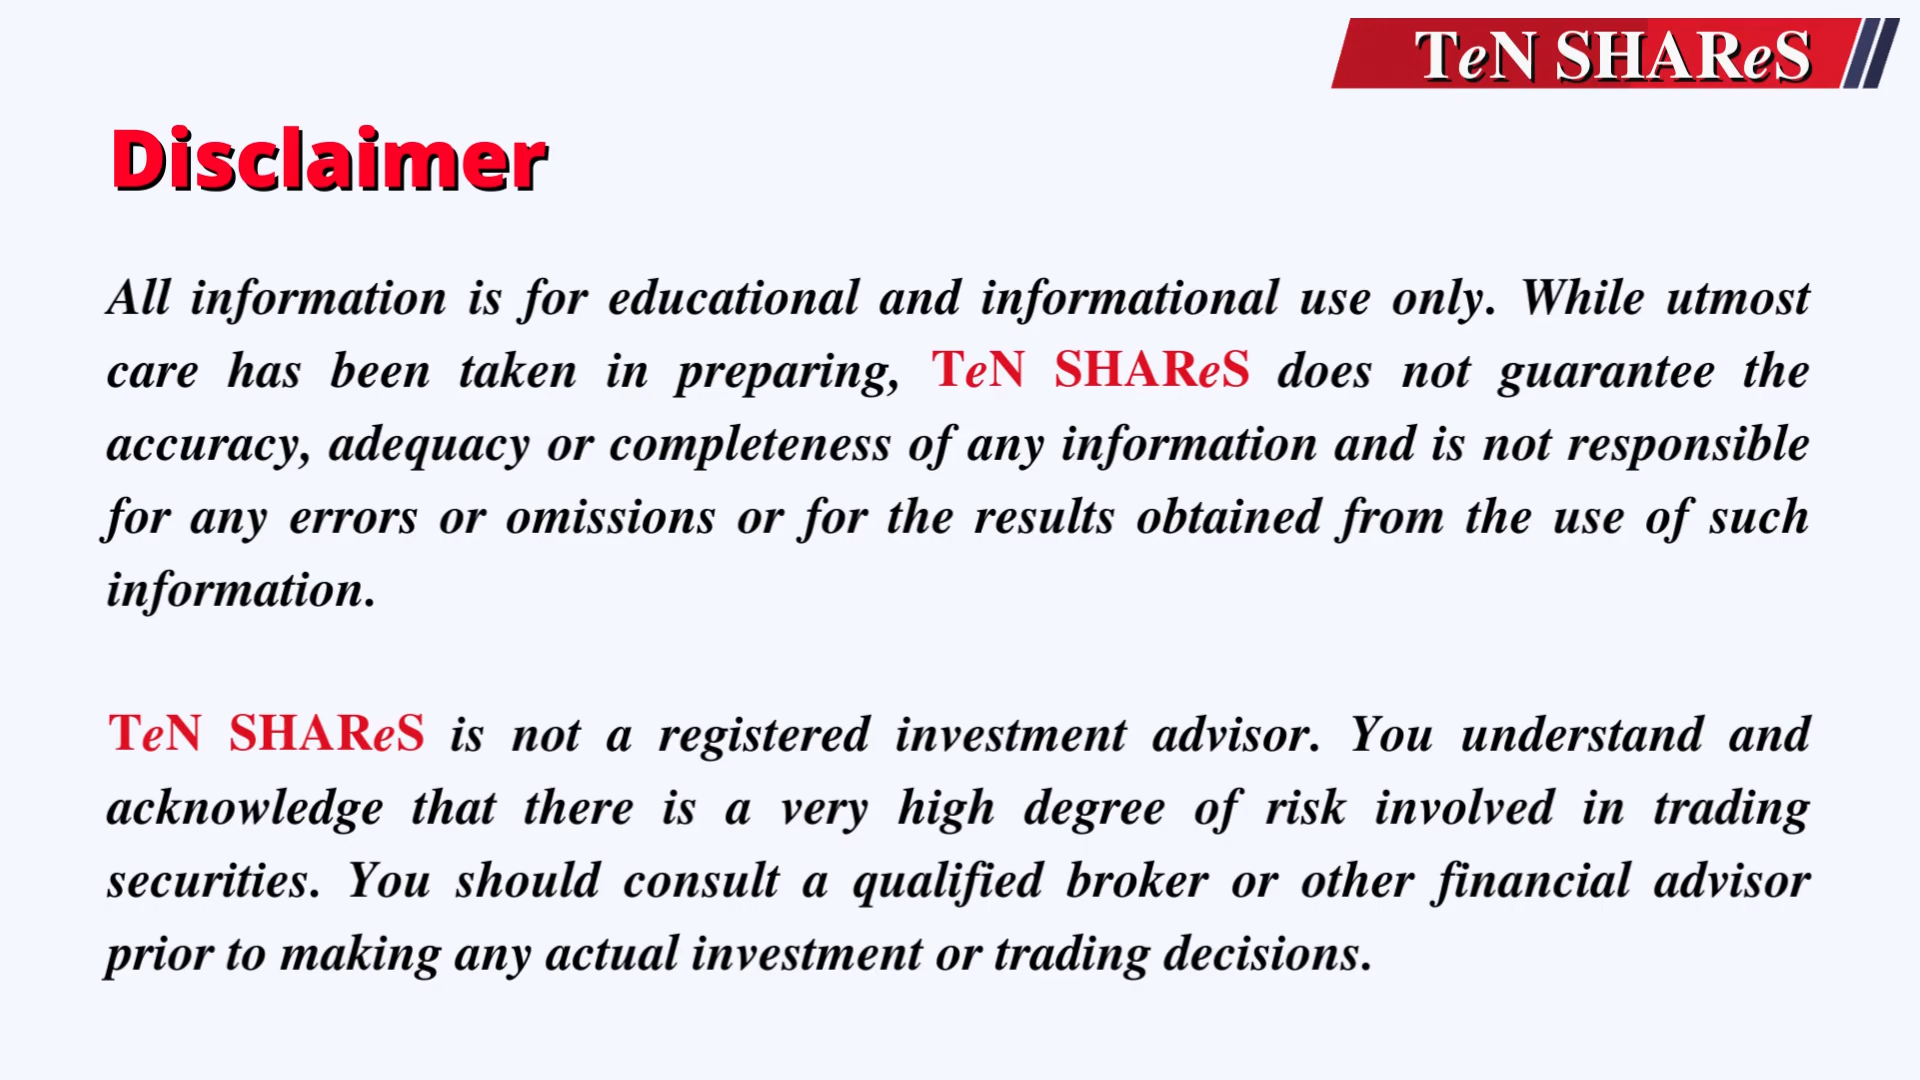 TeN SHAReS
Disclaimer
All information is for educational and informational use only. While utmost
care has been taken in preparing, TeN SHAReS does not guarantee the
accuracy, adequacy or completeness of any information and is not responsible
for any errors or omissions or for the results obtained from the use of such
information.
TeN SHAReS is not a registered investment advisor. You understand and
acknowledge that there is a very high degree of risk involved in trading
securities. You should consult a qualified broker or other financial advisor
prior to making any actual investment or trading decisions.